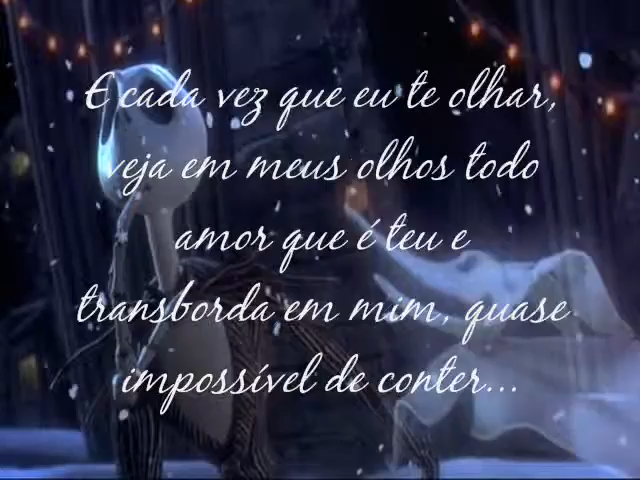 E cada vez que eu te olhar,
veja em meus olhos todo
amor que é teu e
transborda em mim, quase
impossível de conter...